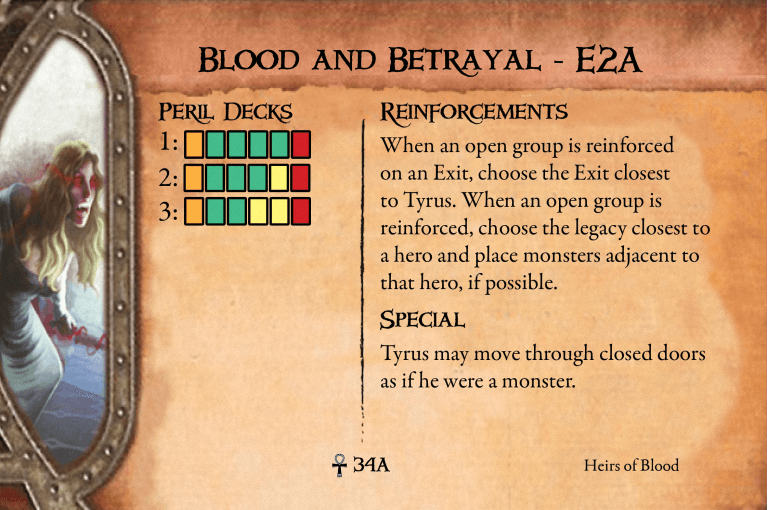 Blood and Betrayal - E2A
Peril Decks
1:
2:
3:
Reinforcements
When an open group is reinforced
on an Exit, choose the Exit closest
to Tyrus. When an open group is
reinforced, choose the legacy closest to
a hero and place monsters adjacent to
that hero, if possible.
Special
Tyrus may move through closed doors
as if he were a monster.
34A
Heirs of Blood